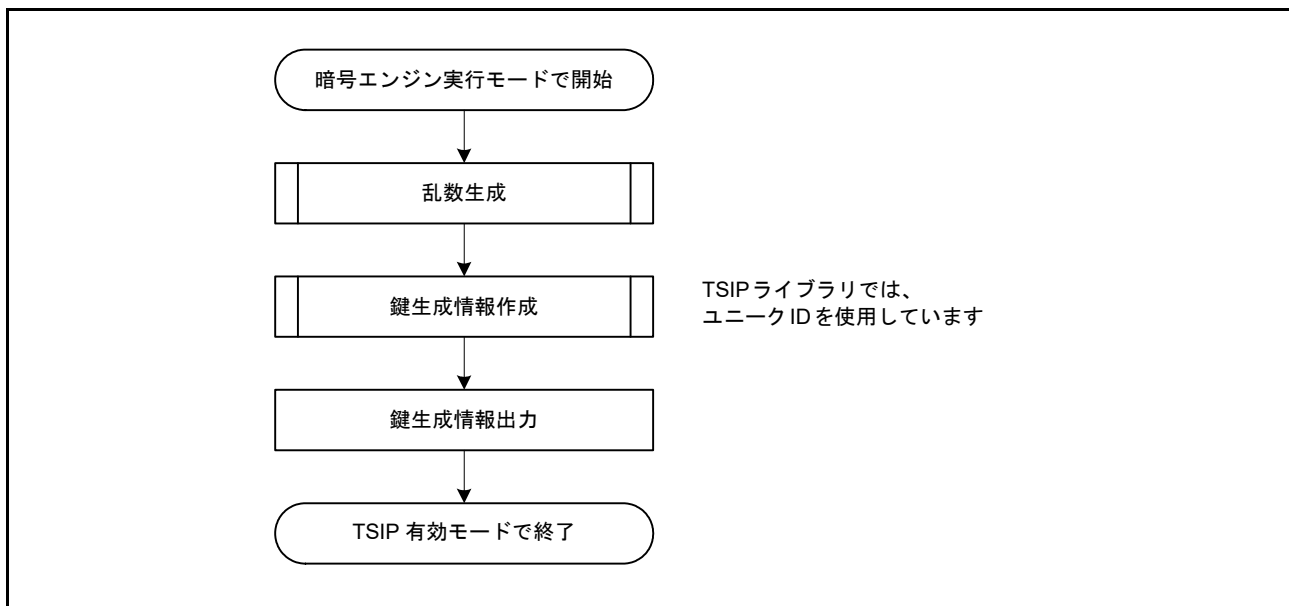 暗号エンジン実行モードで開始
乱数生成
鍵生成情報作成
TSIPライブラリでは、
ユニークIDを使用しています
鍵生成情報出力
TSIP 有効モードで終了